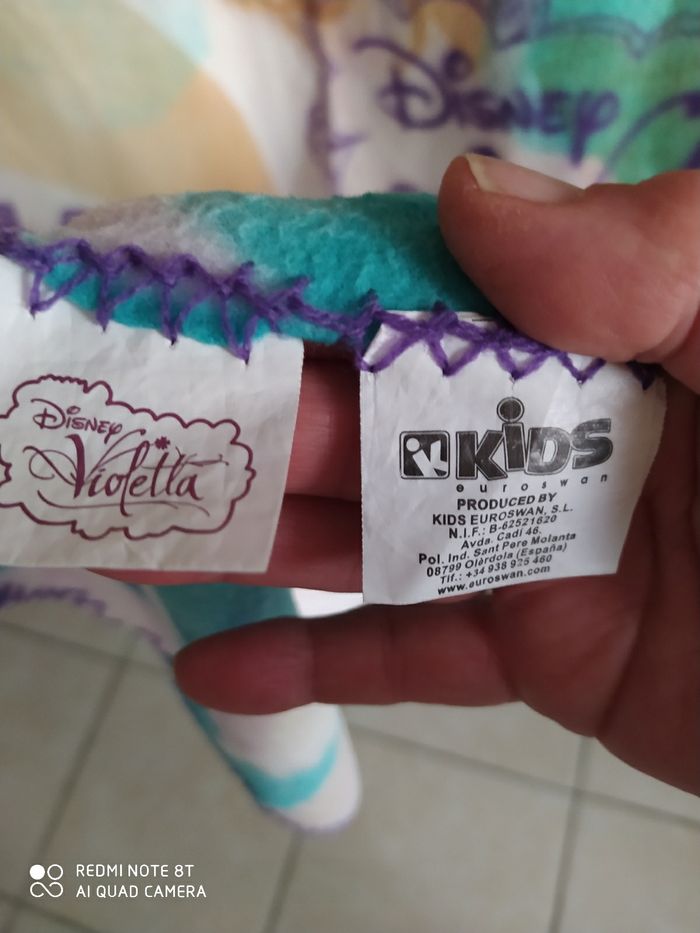 Disney
Disney
Violetta
KiDS
euroswan
PRODUCED BY
KIDS EUROSWAN, S.L.
N.I.F.: B-62521620
Avda. Cadí 46.
Pol. Ind. Sant Pere Molanta
08799 Olèrdola (España)
Tlf.: +34 938 925 460
www.euroswan.com
REDMI NOTE 8T
AI QUAD CAMERA